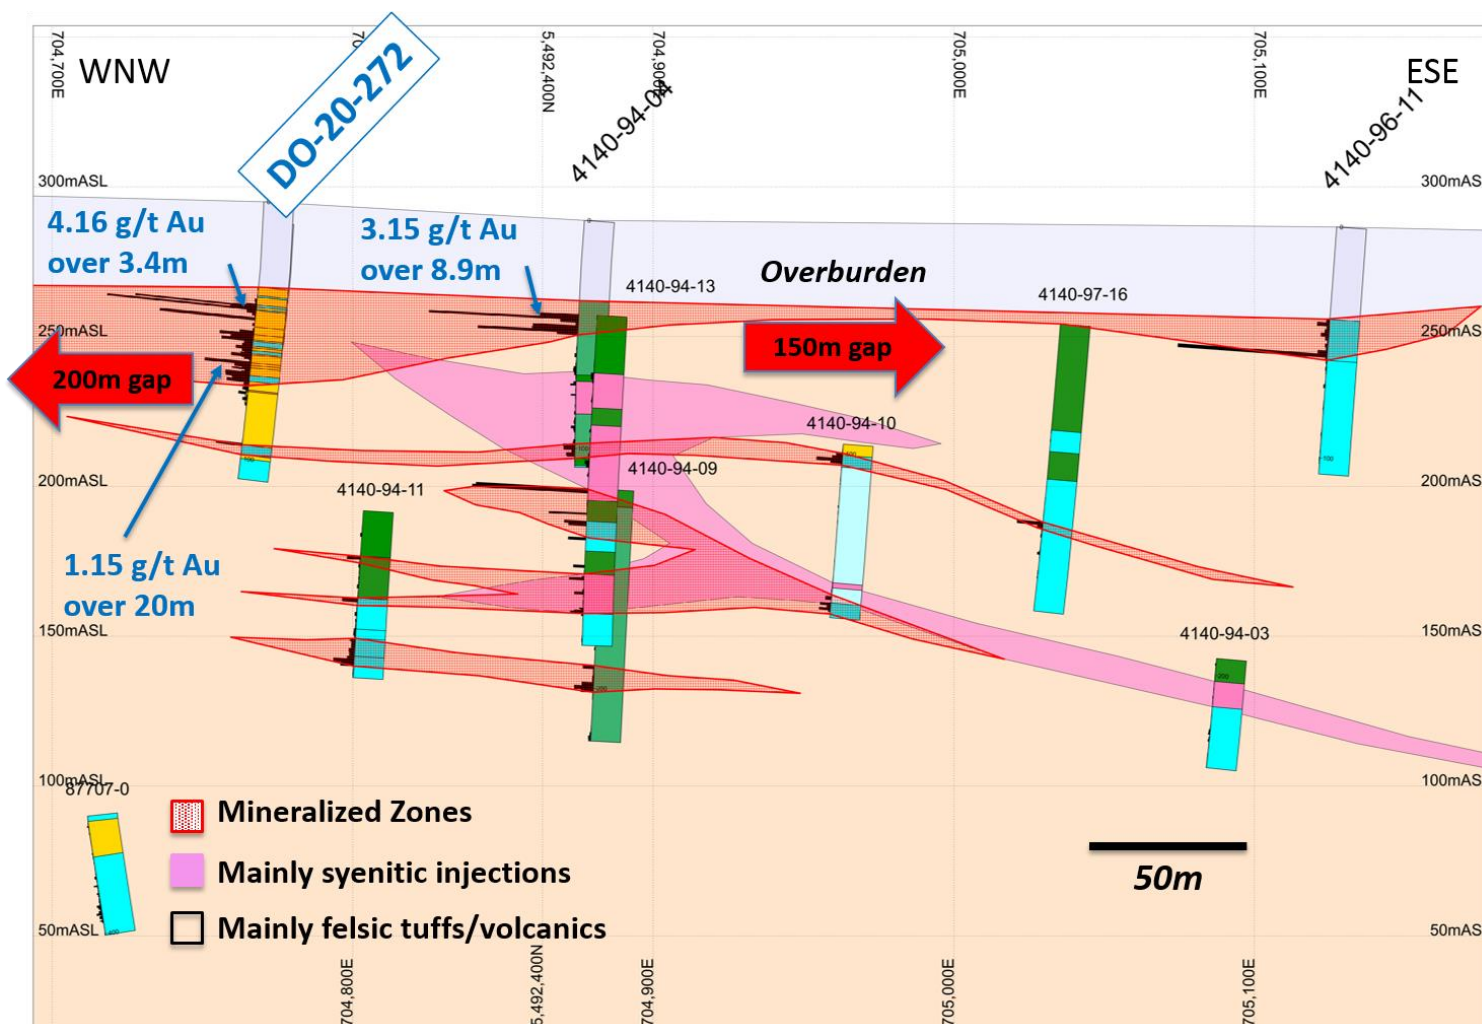 704,700E
70
5,492,400N
704,900E
705,000E
705,100E
WNW
ESE
DO-20-272
4140-94-04
4140-96-11
300mASL
300mAS
4.16 g/t Au
over 3.4m
3.15 g/t Au
over 8.9m
Overburden
4140-94-13
4140-97-16
250mASL
250mAS
200m gap
150m gap
4140-94-10
4140-94-09
200mASL
200mAS
4140-94-11
1.15 g/t Au
over 20m
150mASL
150mAS
4140-94-03
100mASL
100mAS
87707-0
Mineralized Zones
Mainly syenitic injections
Mainly felsic tuffs/volcanics
50m
50mASL
50mAS
704,800E
5,492,400N
704,900E
705,000E
705,100E